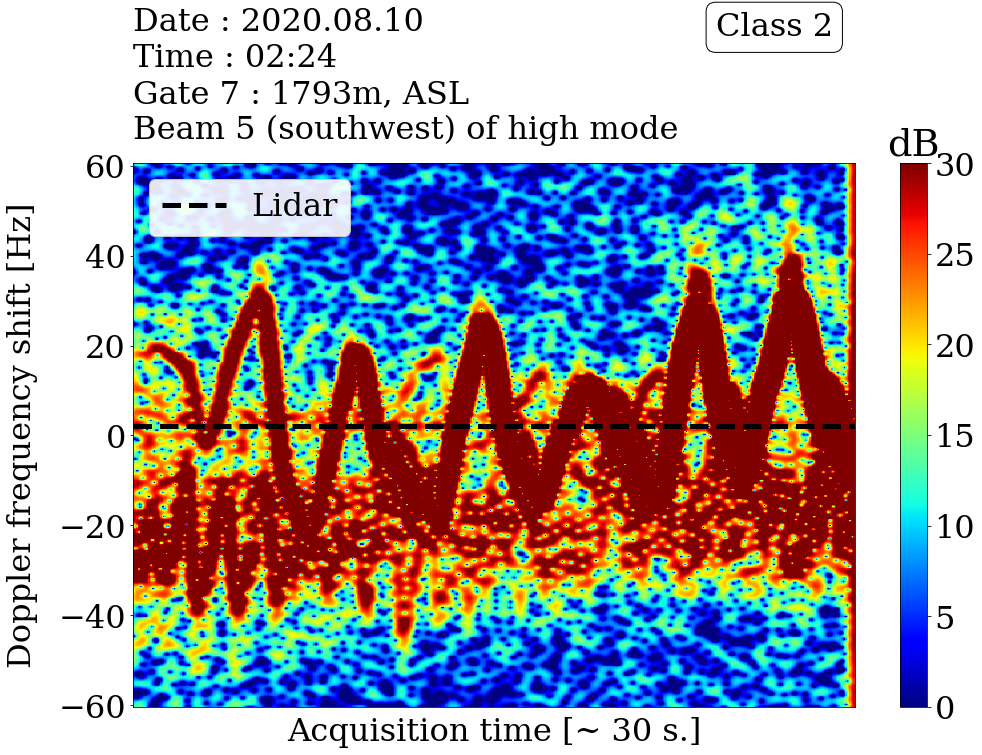 Date : 2020.08.10
Time : 02:24
Gate 7 : 1793m, ASL
Beam 5 (southwest) of high mode
Class 2
dB
Lidar
Doppler frequency shift [Hz]
60
40
20
0
−20
−40
−60
30
25
20
15
10
5
0
Acquisition time [~ 30 s.]